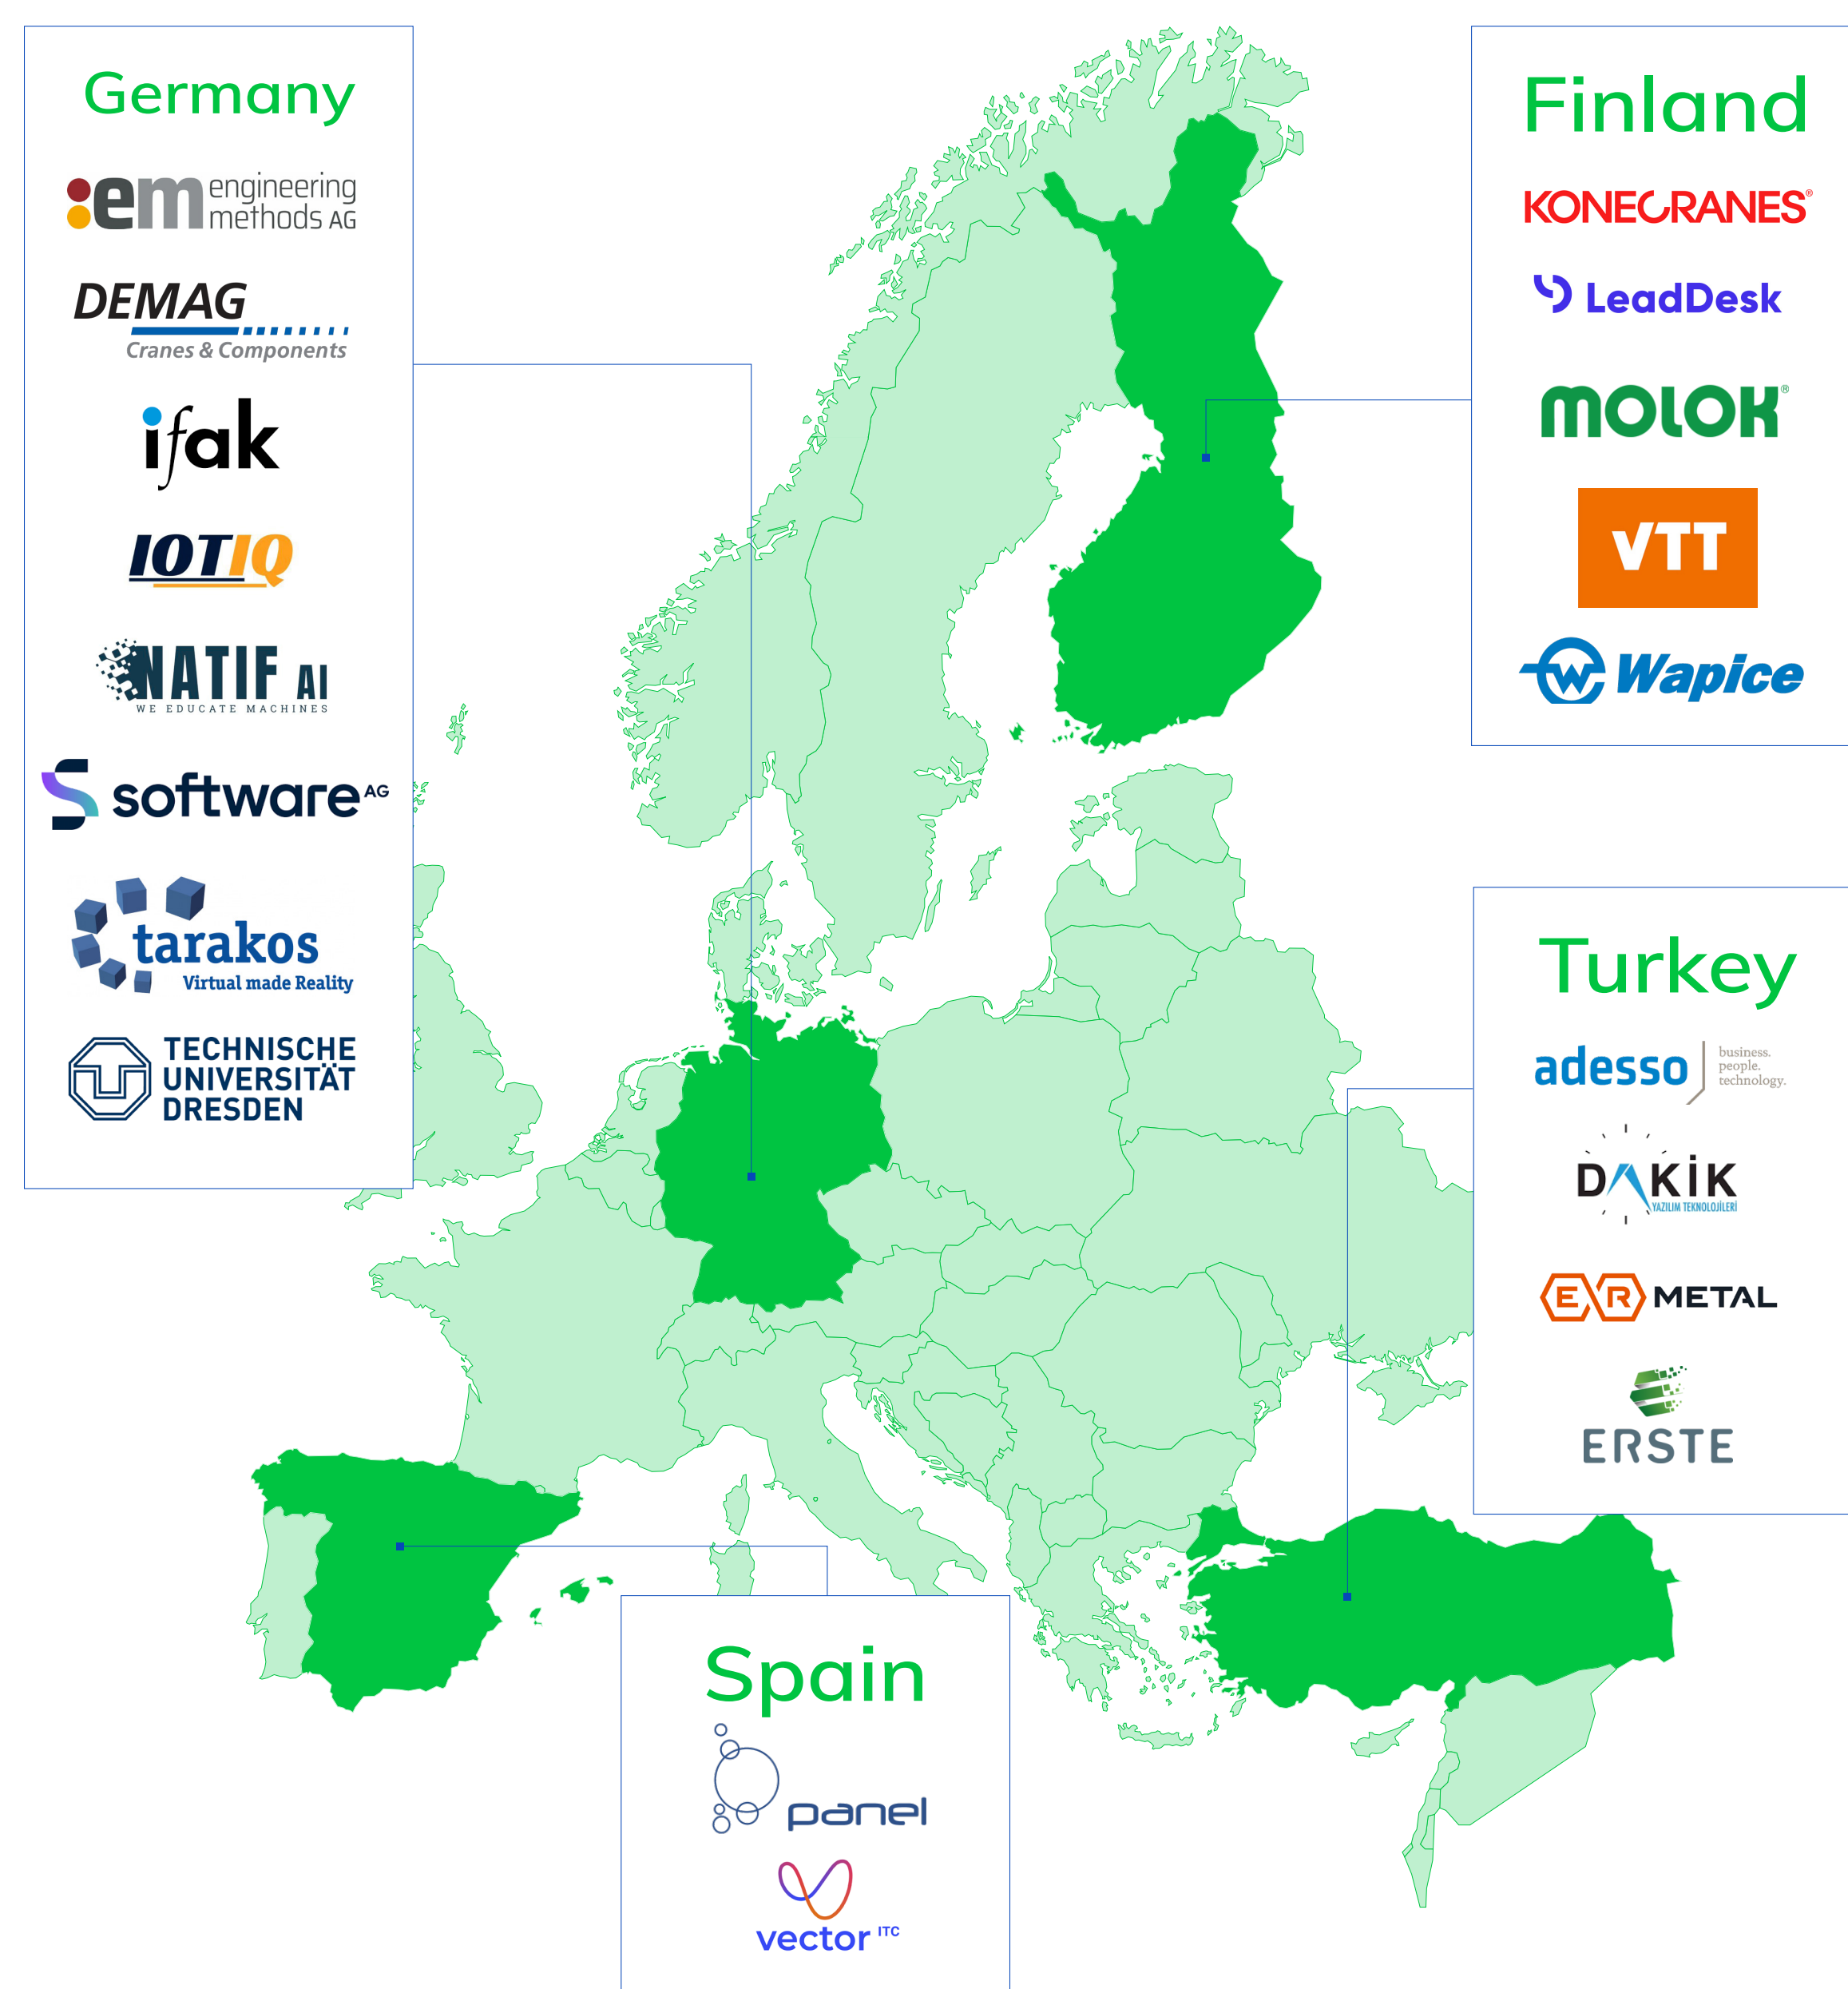 Germany
em engineering
methods AG
DEMAG
Cranes & Components
ifak
IOTIQ
NATIF AI
WE EDUCATE MACHINES
software AG
tarakos
Virtual made Reality
TECHNISCHE
UNIVERSITÄT
DRESDEN
Finland
KONECRANES®
LeadDesk
MOLOK®
VTT
W Wapice
Turkey
adesso
business.
people.
technology.
DAKİK
YAZILIM TEKNOLOJİLERİ
ER METAL
ERSTE
Spain
panel
vector ITC